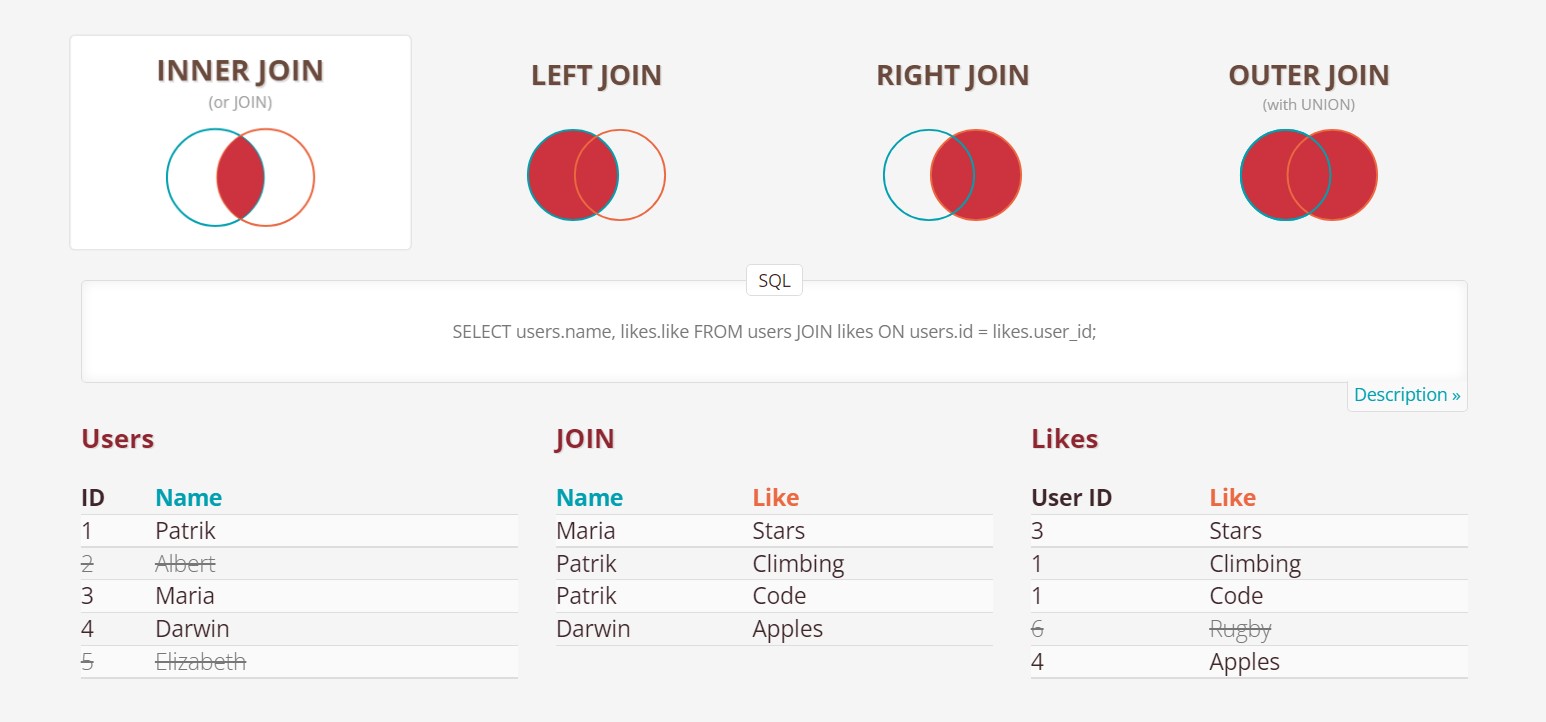 INNER JOIN
(or JOIN)
LEFT JOIN
RIGHT JOIN
OUTER JOIN
(with UNION)
SQL
SELECT users.name, likes.like FROM users JOIN likes ON users.id = likes.user_id;
Description »
Users
ID Name
1 Patrik
2 Albert
3 Maria
4 Darwin
5 Elizabeth
JOIN
Name Like
Maria Stars
Patrik Climbing
Patrik Code
Darwin Apples
Likes
User ID Like
3 Stars
1 Climbing
1 Code
6 Rugby
4 Apples